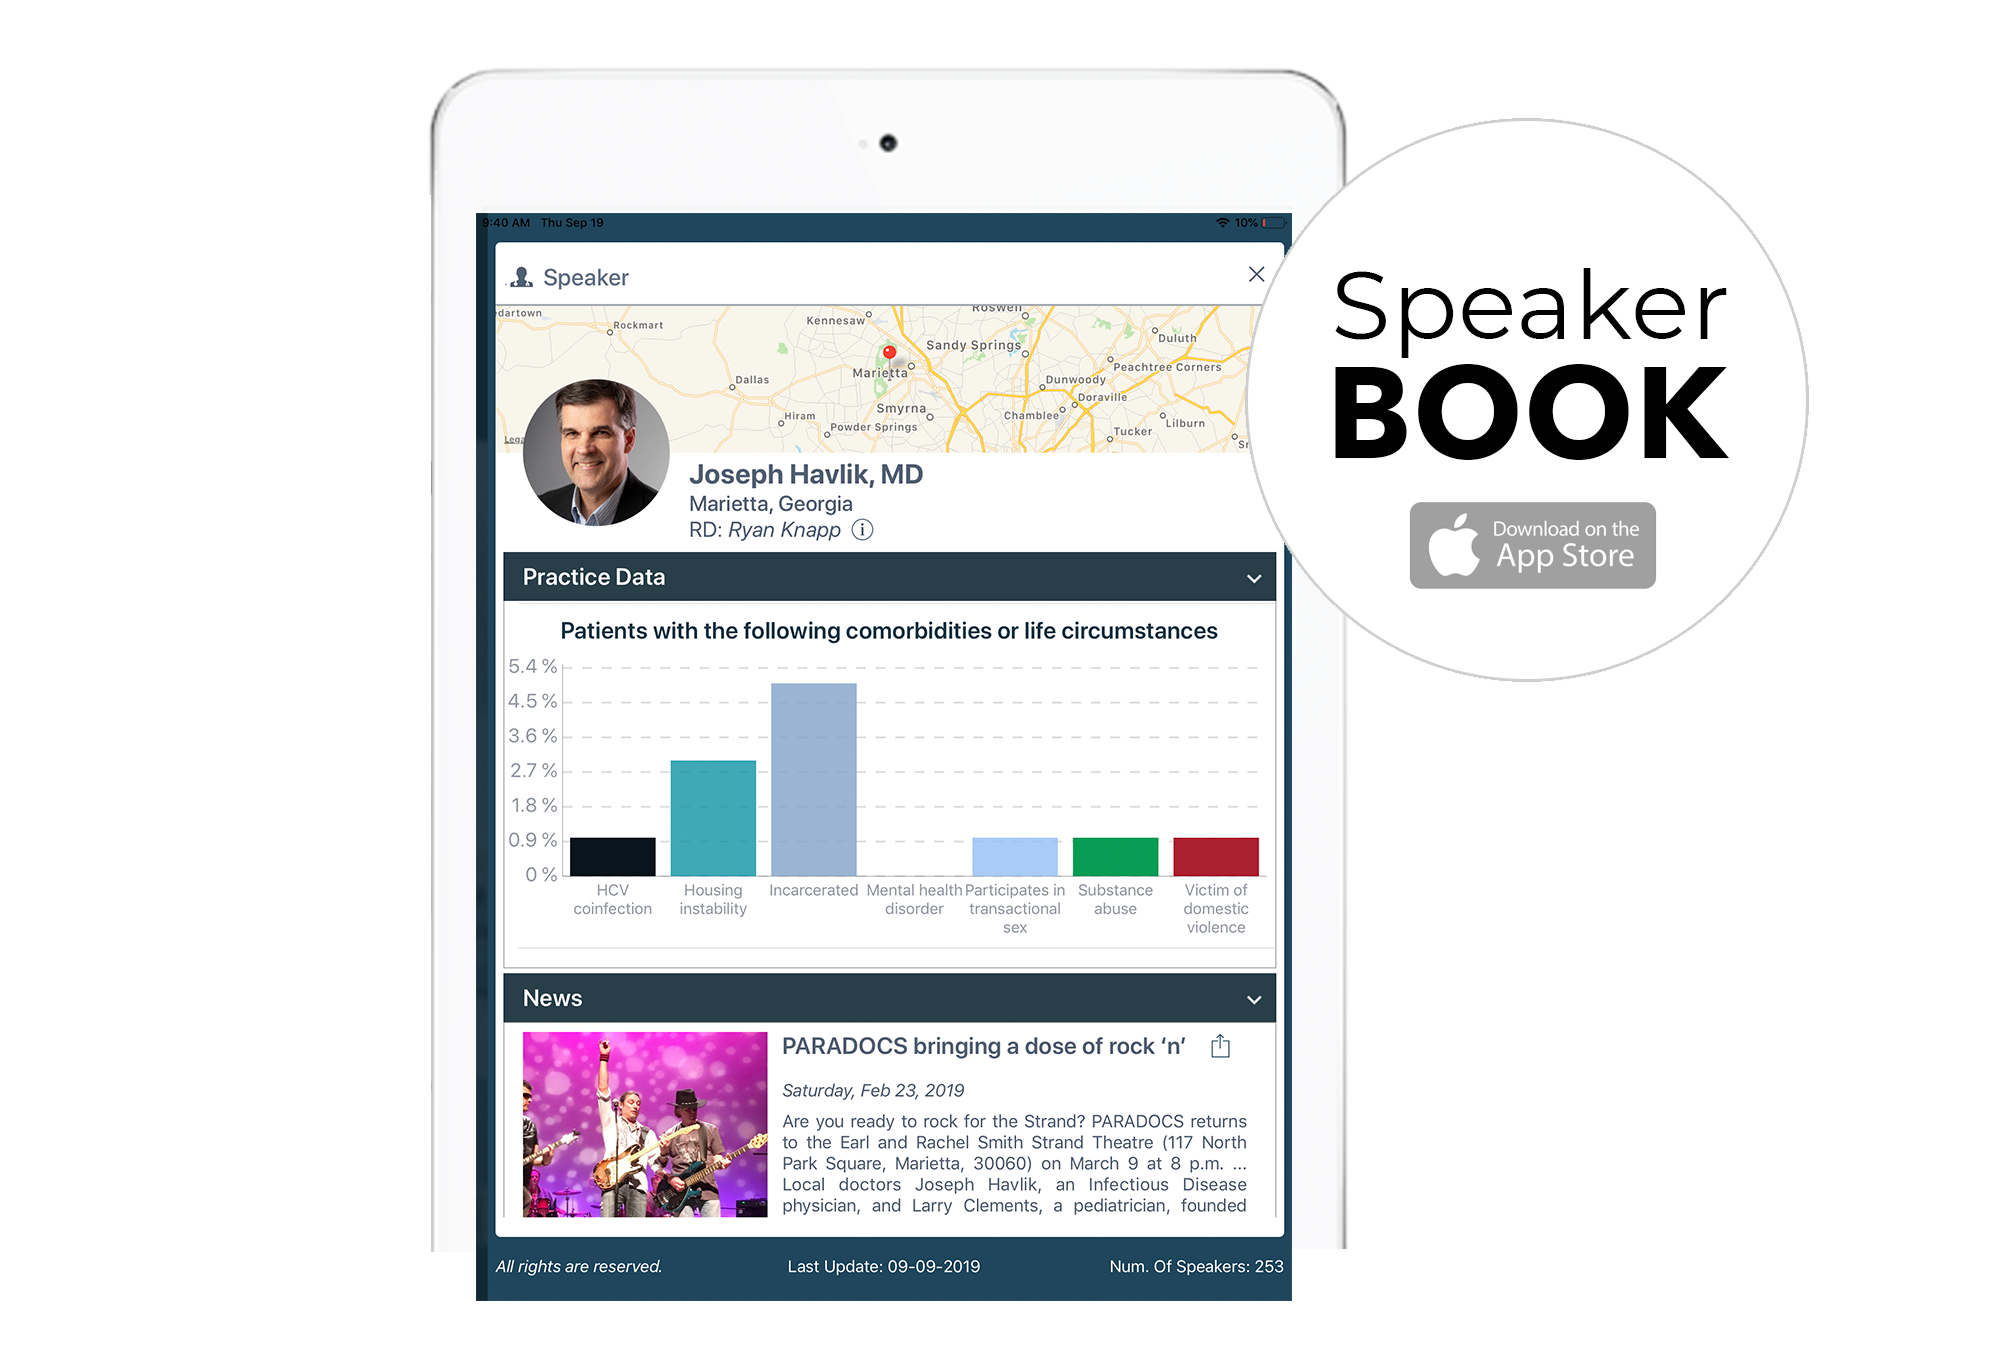 9:40 AM Thu Sep 19
10%
Speaker
dartown
Rockmart
Kennesaw
Roswell
Sandy Springs
Duluth
Marietta
Peachtree Corners
Dallas
Dunwoody
Doraville
Hiram
Smyrna
Chamblee
Powder Springs
Lilburn
Tucker
Joseph Havlik, MD
Marietta, Georgia
RD: Ryan Knapp
Practice Data
Patients with the following comorbidities or life circumstances
5.4 %
4.5 %
3.6 %
2.7 %
1.8 %
0.9 %
0 %
HCV
coinfection
Housing
instability
Incarcerated
Mental health
disorder
Participates in
transactional
sex
Substance
abuse
Victim of
domestic
violence
News
PARADOCS bringing a dose of rock ‘n’
Saturday, Feb 23, 2019
Are you ready to rock for the Strand? PARADOCS returns
to the Earl and Rachel Smith Strand Theatre (117 North
Park Square, Marietta, 30060) on March 9 at 8 p.m. ...
Local doctors Joseph Havlik, an Infectious Disease
physician, and Larry Clements, a pediatrician, founded
All rights are reserved.
Last Update: 09-09-2019
Num. Of Speakers: 253
Speaker
BOOK
Download on the
App Store